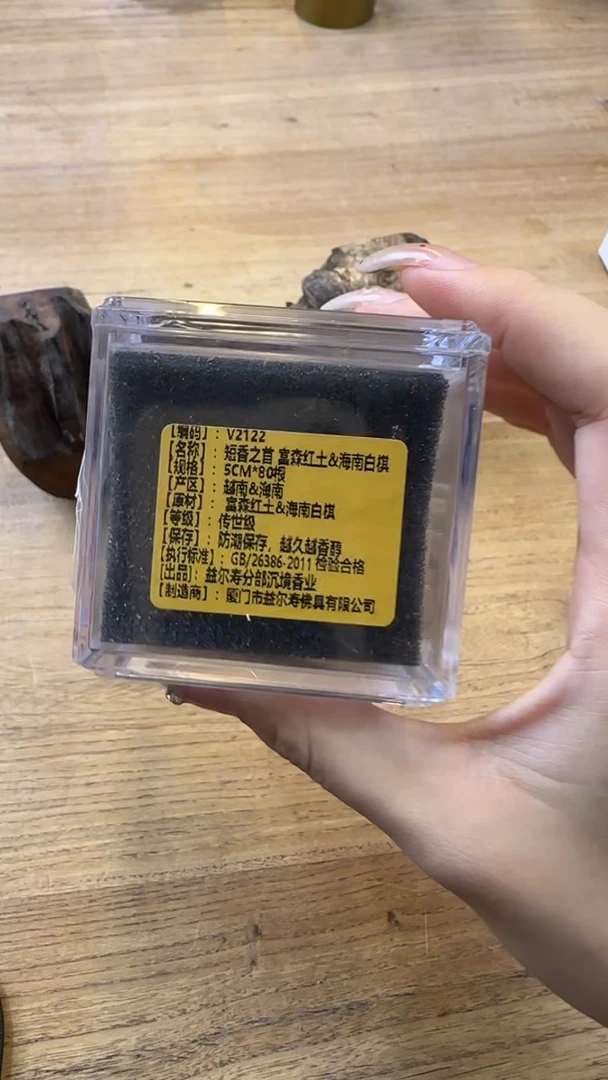 【编码】：V2122
【名称】：短香之首 富森红土&海南白棋
【规格】：5CM*80根
【产区】：越南&海南
【原材】：富森红土&海南白棋
【等级】：传世级
【保存】：防潮保存，越久越香醇
【执行标准】：GB/26386-2011 检验合格
【出品】：益尔寿分部沉境香业
【制造商】：厦门市益尔寿佛具有限公司